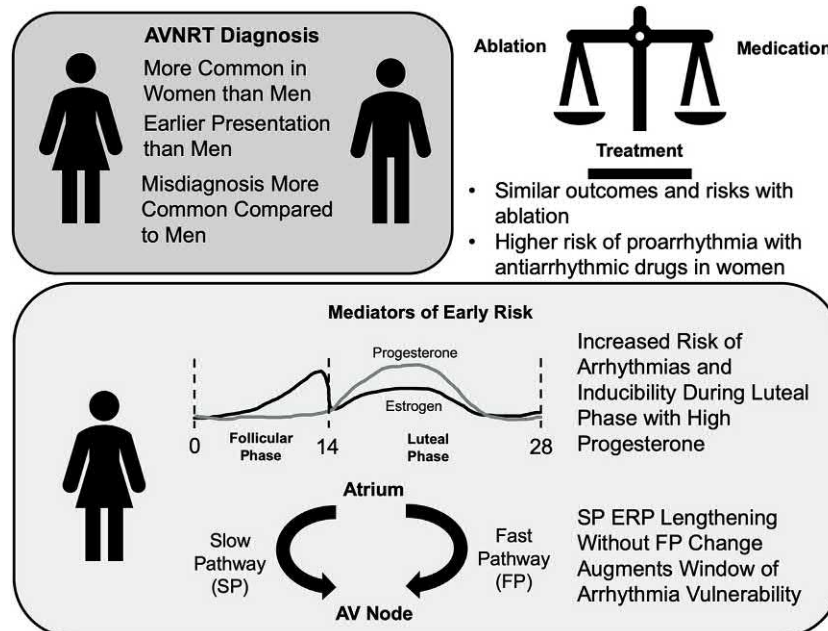 AVNRT Diagnosis
More Common in
Women than Men
Earlier Presentation
than Men
Misdiagnosis More
Common Compared
to Men
Ablation
Medication
Treatment
• Similar outcomes and risks with
ablation
• Higher risk of proarrhythmia with
antiarrhythmic drugs in women
Mediators of Early Risk
Progesterone
Estrogen
0
Follicular
Phase
14
Luteal
Phase
28
Increased Risk of
Arrhythmias and
Inducibility During Luteal
Phase with High
Progesterone
Atrium
Slow
Pathway
(SP)
Fast
Pathway
(FP)
AV Node
SP ERP Lengthening
Without FP Change
Augments Window of
Arrhythmia Vulnerability